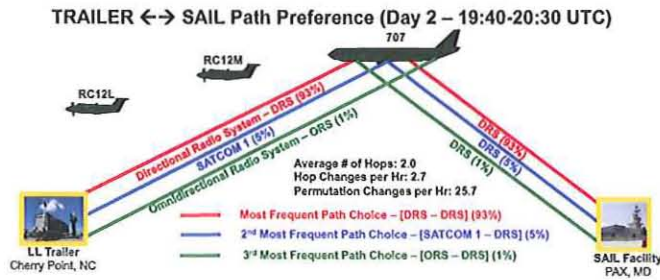 TRAILER ←→ SAIL Path Preference (Day 2 – 19:40-20:30 UTC)
707
RC12M
RC12L
Directional Radio System – DRS (93%)
SATCOM 1 (5%)
Omnidirectional Radio System – ORS (1%)
DRS (93%)
DRS (5%)
DRS (1%)
Average # of Hops: 2.0
Hop Changes per Hr: 2.7
Permutation Changes per Hr: 25.7
Most Frequent Path Choice – [DRS – DRS] (93%)
2nd Most Frequent Path Choice – [SATCOM 1 – DRS] (5%)
3rd Most Frequent Path Choice – [ORS – DRS] (1%)
LL Trailer
Cherry Point, NC
SAIL Facility
PAX, MD